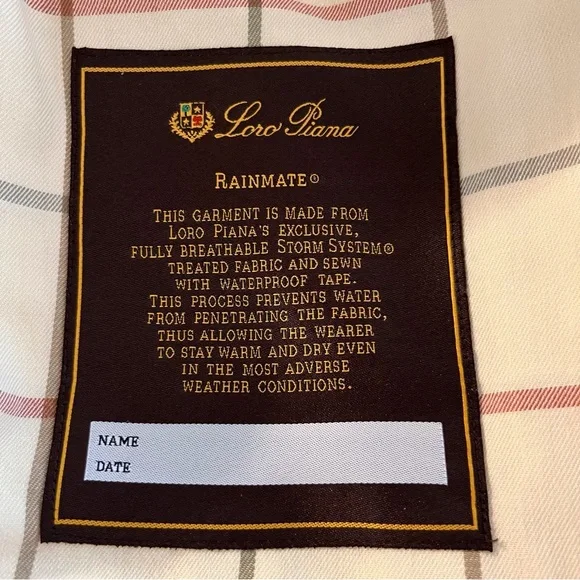 Loro Piana
RAINMATE®
THIS GARMENT IS MADE FROM
LORO PIANA'S EXCLUSIVE,
FULLY BREATHABLE STORM SYSTEM®
TREATED FABRIC AND SEWN
WITH WATERPROOF TAPE.
THIS PROCESS PREVENTS WATER
FROM PENETRATING THE FABRIC,
THUS ALLOWING THE WEARER
TO STAY WARM AND DRY EVEN
IN THE MOST ADVERSE
WEATHER CONDITIONS.
NAME
DATE